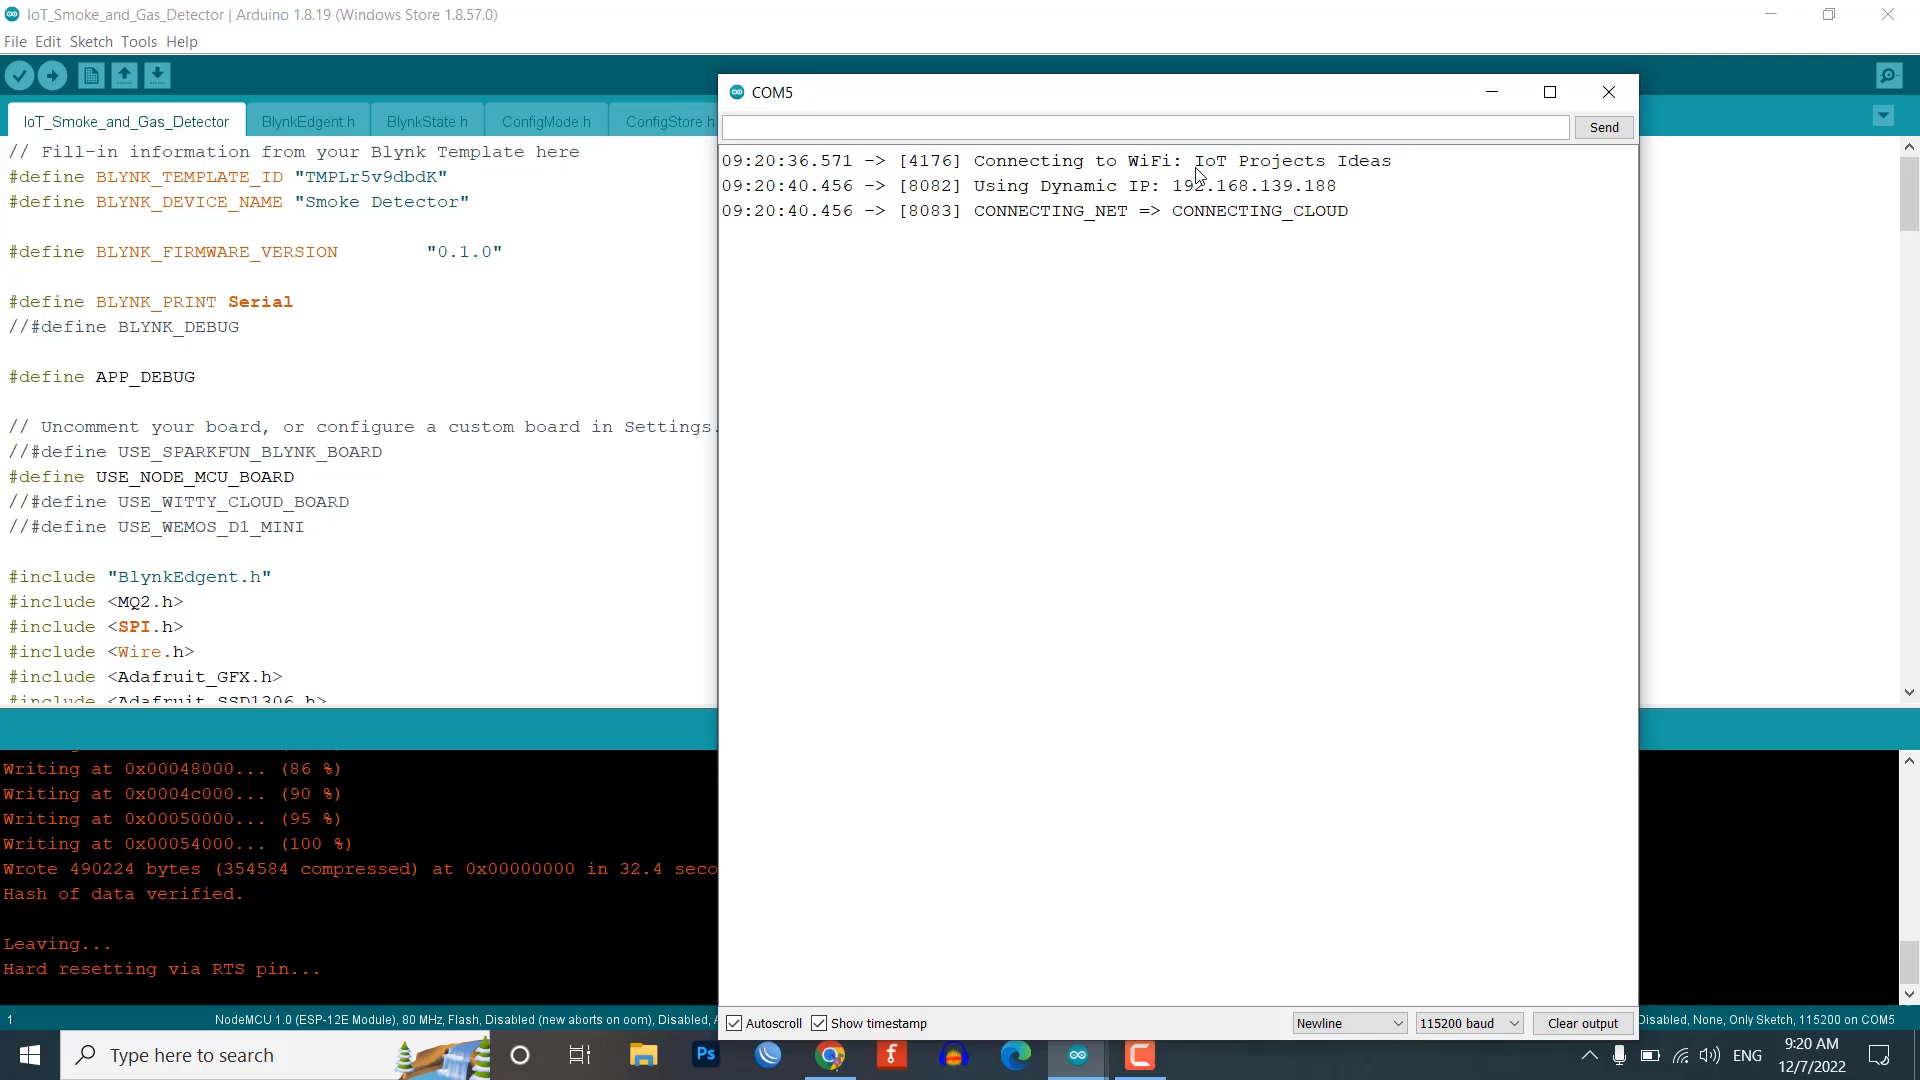 IoT_Smoke_and_Gas_Detector | Arduino 1.8.19 (Windows Store 1.8.57.0)
File Edit Sketch Tools Help
IoT_Smoke_and_Gas_Detector BlynkEdgent.h BlynkState.h ConfigMode.h ConfigStore.h
// Fill-in information from your Blynk Template here
#define BLYNK_TEMPLATE_ID "TMPLr5v9dbdK"
#define BLYNK_DEVICE_NAME "Smoke Detector"
#define BLYNK_FIRMWARE_VERSION "0.1.0"
#define BLYNK_PRINT Serial
//#define BLYNK_DEBUG
#define APP_DEBUG
// Uncomment your board, or configure a custom board in Settings.
//#define USE_SPARKFUN_BLYNK_BOARD
#define USE_NODE_MCU_BOARD
//#define USE_WITTY_CLOUD_BOARD
//#define USE_WEMOS_D1_MINI
#include "BlynkEdgent.h"
#include <MQ2.h>
#include <SPI.h>
#include <Wire.h>
#include <Adafruit_GFX.h>
#include <Adafruit_SSD1306.h>
COM5
Send
09:20:36.571 -> [4176] Connecting to WiFi: IoT Projects Ideas
09:20:40.456 -> [8082] Using Dynamic IP: 192.168.139.188
09:20:40.456 -> [8083] CONNECTING_NET => CONNECTING_CLOUD
Autoscroll Show timestamp Newline 115200 baud Clear output
Writing at 0x00048000... (86 %)
Writing at 0x0004c000... (90 %)
Writing at 0x00050000... (95 %)
Writing at 0x00054000... (100 %)
Wrote 490224 bytes (354584 compressed) at 0x00000000 in 32.4 seco
Hash of data verified.
Leaving...
Hard resetting via RTS pin...
1 NodeMCU 1.0 (ESP-12E Module), 80 MHz, Flash, Disabled (new aborts on oom), Disabled, Disabled, None, Only Sketch, 115200 on COM5
Type here to search
Ps
ENG
9:20 AM
12/7/2022